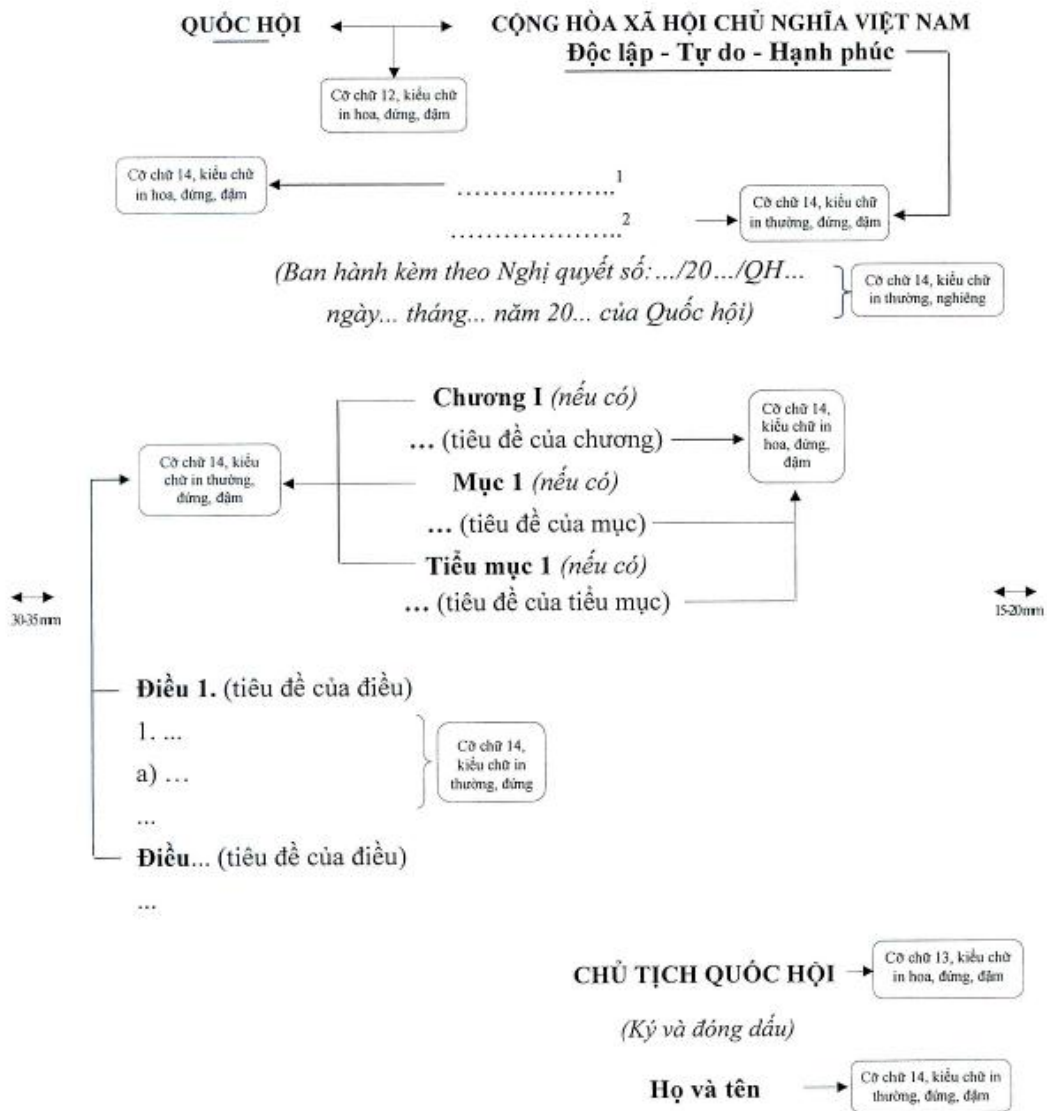 QUỐC HỘI
CỘNG HÒA XÃ HỘI CHỦ NGHĨA VIỆT NAM
Độc lập - Tự do - Hạnh phúc
Cỡ chữ 12, kiểu chữ
in hoa, đứng, đậm
Cỡ chữ 14, kiểu chữ
in hoa, đứng, đậm
....................1
....................2
Cỡ chữ 14, kiểu chữ
in thường, đứng, đậm
(Ban hành kèm theo Nghị quyết số:.../20.../QH...
ngày... tháng... năm 20... của Quốc hội)
Cỡ chữ 14, kiểu chữ
in thường, nghiêng
Chương I (nếu có)
... (tiêu đề của chương)
Cỡ chữ 14,
kiểu chữ in
hoa, đứng,
đậm
Cỡ chữ 14, kiểu
chữ in thường,
đứng, đậm
Mục 1 (nếu có)
... (tiêu đề của mục)
Tiểu mục 1 (nếu có)
... (tiêu đề của tiểu mục)
30-35mm
15-20mm
Điều 1. (tiêu đề của điều)
1. ...
a) ...
...
Cỡ chữ 14,
kiểu chữ in
thường, đứng
Điều... (tiêu đề của điều)
...
CHỦ TỊCH QUỐC HỘI
Cỡ chữ 13, kiểu chữ
in hoa, đứng, đậm
(Ký và đóng dấu)
Họ và tên
Cỡ chữ 14, kiểu chữ in
thường, đứng, đậm